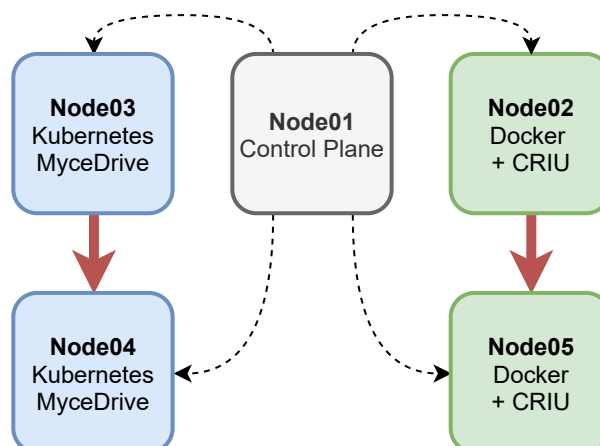 Node03
Kubernetes
MyceDrive
Node01
Control Plane
Node02
Docker
+ CRIU
Node04
Kubernetes
MyceDrive
Node05
Docker
+ CRIU